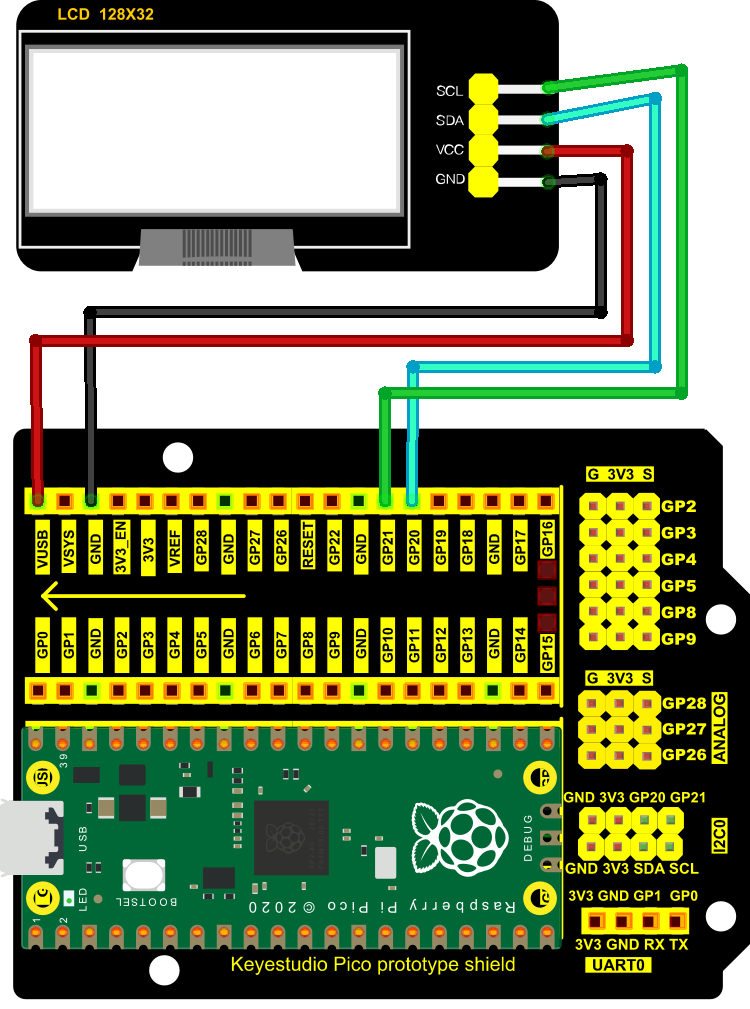 LCD 128X32
SCL
SDA
VCC
GND
G 3V3 S
GP2
GP3
GP4
GP5
GP8
GP9
VUSB
VSYS
GND
3V3_EN
3V3
VREF
GP28
GND
GP27
GP26
RESET
GP22
GND
GP21
GP20
GP19
GP18
GND
GP17
GP16
GP0
GP1
GND
GP2
GP3
GP4
GP5
GND
GP6
GP7
GP8
GP9
GND
GP10
GP11
GP12
GP13
GND
GP14
GP15
G 3V3 S
GP28
GP27
GP26
ANALOG
39
USB
LED
1
2
BOOTSEL
Raspberry Pi Pico © 2020
DEBUG
GND 3V3 GP20 GP21
GND 3V3 SDA SCL
I2C0
3V3 GND GP1 GP0
3V3 GND RX TX
UART0
Keyestudio Pico prototype shield